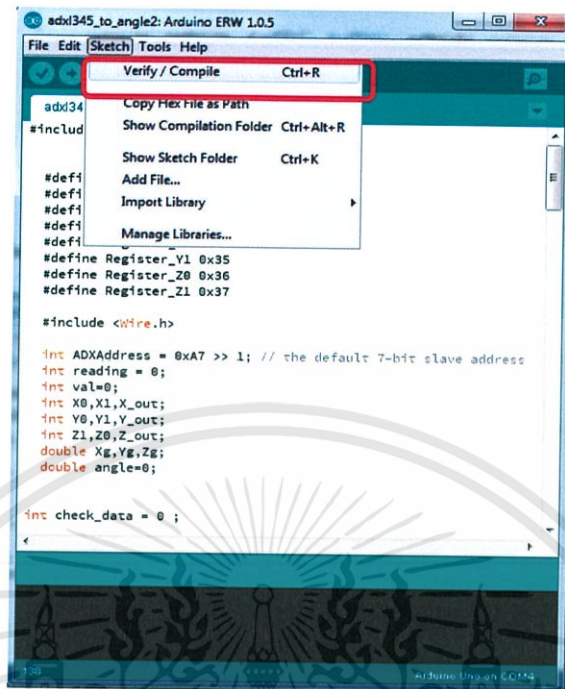 adxl345_to_angle2: Arduino ERW 1.0.5
File Edit Sketch Tools Help
Verify / Compile Ctrl+R
Copy Hex File as Path
Show Compilation Folder Ctrl+Alt+R
Show Sketch Folder Ctrl+K
Add File...
Import Library
Manage Libraries...
adxl34
#includ
#defi
#defi
#defi
#defi
#defi
#define Register_Y1 0x35
#define Register_Z0 0x36
#define Register_Z1 0x37
#include <Wire.h>
int ADXAddress = 0xA7 >> 1; // the default 7-bit slave address
int reading = 0;
int val=0;
int X0,X1,X_out;
int Y0,Y1,Y_out;
int Z1,Z0,Z_out;
double Xg,Yg,Zg;
double angle=0;
int check_data = 0 ;
138
Arduino Uno on COM4